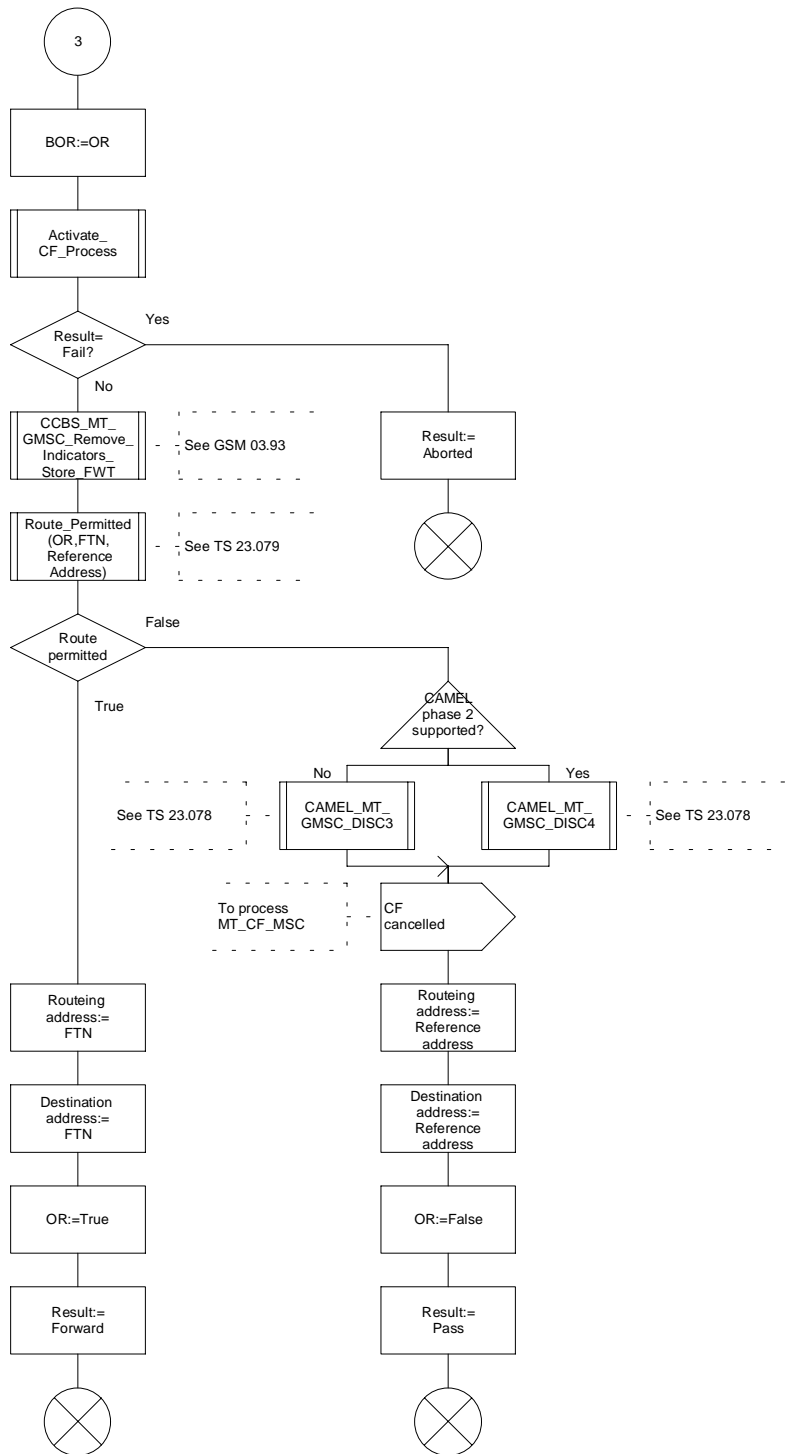 3
BOR:=OR
Activate_
CF_Process
Result=
Fail?
Yes
No
CCBS_MT_
GMSC_Remove_
Indicators_
Store_FWT
See GSM 03.93
Result:=
Aborted
Route_Permitted
(OR,FTN,
Reference
Address)
See TS 23.079
Route
permitted
False
True
CAMEL
phase 2
supported?
No
Yes
See TS 23.078
CAMEL_MT_
GMSC_DISC3
CAMEL_MT_
GMSC_DISC4
See TS 23.078
To process
MT_CF_MSC
CF
cancelled
Routeing
address:=
FTN
Routeing
address:=
Reference
address
Destination
address:=
FTN
Destination
address:=
Reference
address
OR:=True
OR:=False
Result:=
Forward
Result:=
Pass